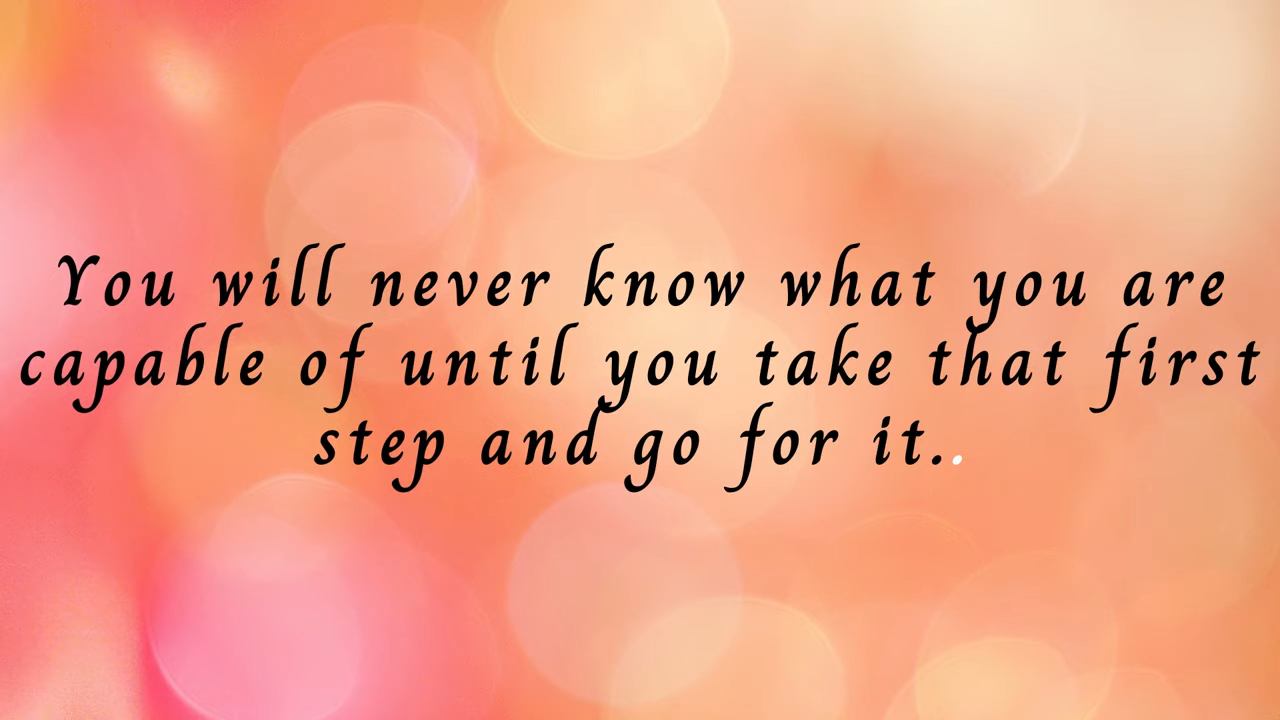 You will never know what you are
capable of until you take that first
step and go for it..